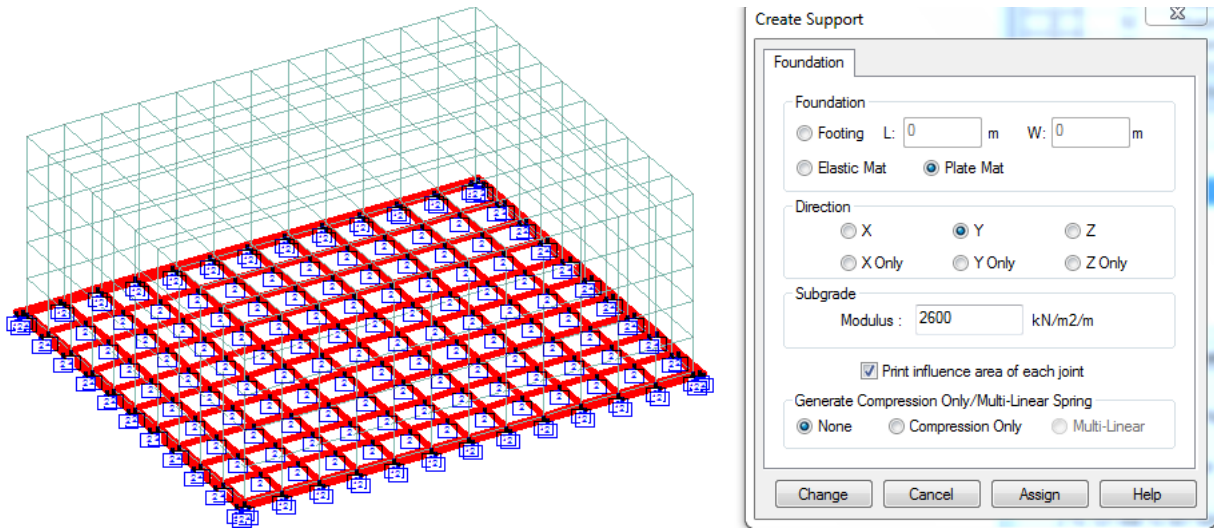 Create Support
Foundation
Foundation
Footing L: 0 m W: 0 m
Elastic Mat Plate Mat
Direction
X Y Z
X Only Y Only Z Only
Subgrade
Modulus : 2600 kN/m2/m
Print influence area of each joint
Generate Compression Only/Multi-Linear Spring
None Compression Only Multi-Linear
Change Cancel Assign Help